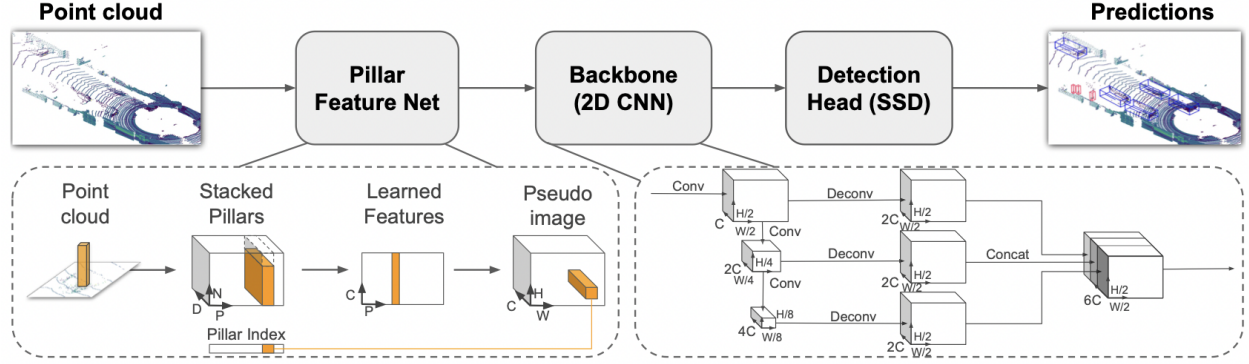 Point cloud
Predictions
Pillar
Feature Net
Backbone
(2D CNN)
Detection
Head (SSD)
Point
cloud
Stacked
Pillars
Learned
Features
Pseudo
image
N
D
P
C
P
H
C
W
Pillar Index
Conv
H/2
C
W/2
Conv
H/4
2C
W/4
Conv
H/8
4C
W/8
Deconv
H/2
2C
W/2
Deconv
H/2
2C
W/2
Deconv
H/2
2C
W/2
Concat
H/2
6C
W/2